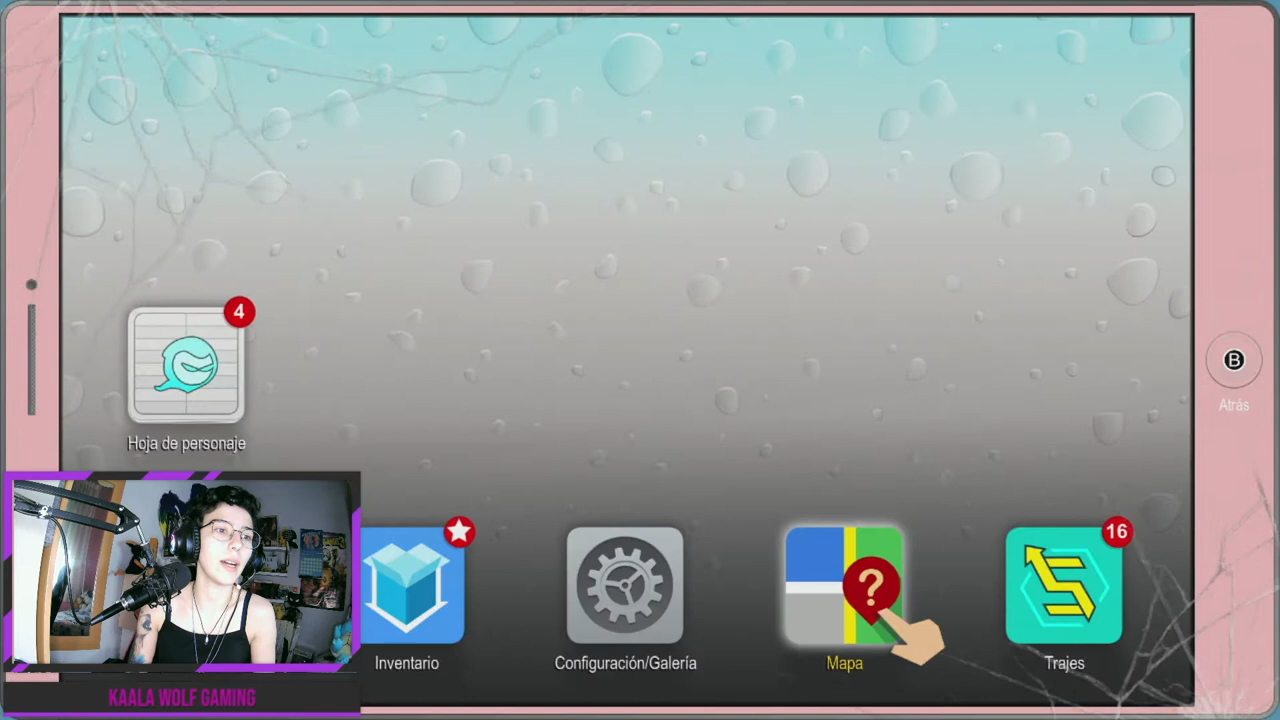 4
Hoja de personaje
B
Atrás
16
?
Inventario
Configuración/Galería
Mapa
Trajes
KAALA WOLF GAMING